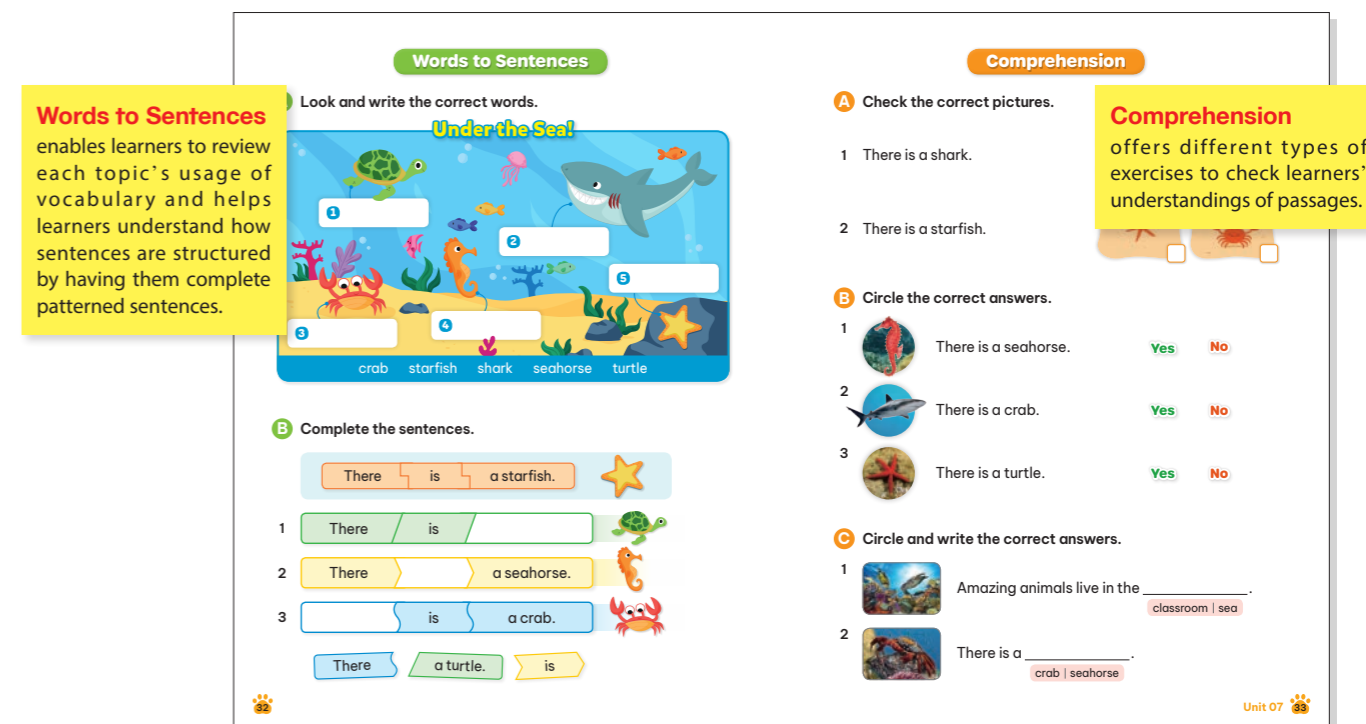 Words to Sentences
Words to Sentences
enables learners to review
each topic`s usage of
vocabulary and helps
learners understand how
sentences are structured
by having them complete
patterned sentences.
Look and write the correct words.
Under the Sea!
1
2
5
3
4
crab starfish shark seahorse turtle
B Complete the sentences.
There is a starfish.
1 There is
2 There a seahorse.
3 is a crab.
There a turtle. is
32
Comprehension
A Check the correct pictures.
1 There is a shark.
2 There is a starfish.
Comprehension
offers different types of
exercises to check learners'
understandings of passages.
B Circle the correct answers.
1 There is a seahorse. Yes No
2 There is a crab. Yes No
3 There is a turtle. Yes No
C Circle and write the correct answers.
1 Amazing animals live in the ______________.
classroom | sea
2 There is a ______________.
crab | seahorse
Unit 07 33